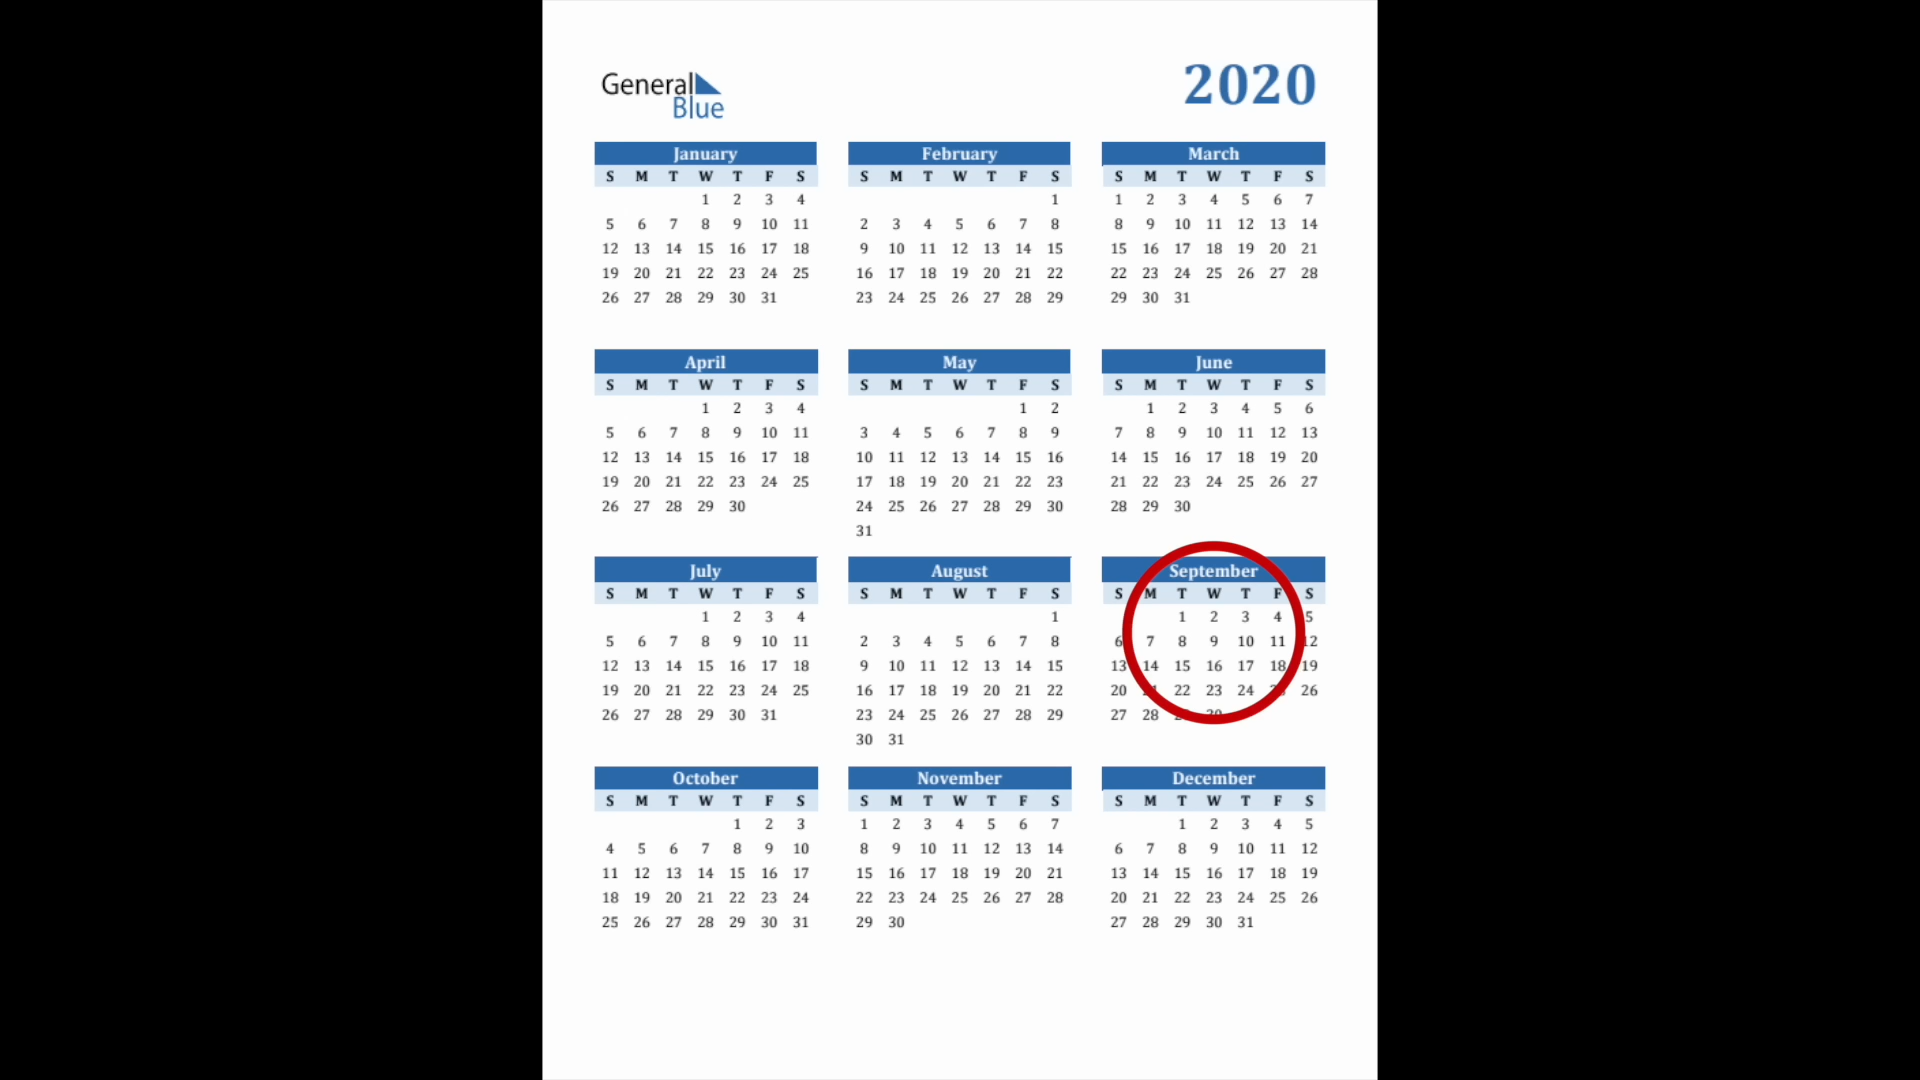 General
Blue
2020
January February March
S M T W T F S S M T W T F S S M T W T F S
1 2 3 4 1 1 2 3 4 5 6 7
5 6 7 8 9 10 11 2 3 4 5 6 7 8 8 9 10 11 12 13 14
12 13 14 15 16 17 18 9 10 11 12 13 14 15 15 16 17 18 19 20 21
19 20 21 22 23 24 25 16 17 18 19 20 21 22 22 23 24 25 26 27 28
26 27 28 29 30 31 23 24 25 26 27 28 29 29 30 31
April May June
S M T W T F S S M T W T F S S M T W T F S
1 2 3 4 1 2 1 2 3 4 5 6
5 6 7 8 9 10 11 3 4 5 6 7 8 9 7 8 9 10 11 12 13
12 13 14 15 16 17 18 10 11 12 13 14 15 16 14 15 16 17 18 19 20
19 20 21 22 23 24 25 17 18 19 20 21 22 23 21 22 23 24 25 26 27
26 27 28 29 30 24 25 26 27 28 29 30 28 29 30
31
July August September
S M T W T F S S M T W T F S S M T W T F S
1 2 3 4 1 1 2 3 4 5
5 6 7 8 9 10 11 2 3 4 5 6 7 8 6 7 8 9 10 11 12
12 13 14 15 16 17 18 9 10 11 12 13 14 15 13 14 15 16 17 18 19
19 20 21 22 23 24 25 16 17 18 19 20 21 22 20 21 22 23 24 25 26
26 27 28 29 30 31 23 24 25 26 27 28 29 27 28 29 30
30 31
October November December
S M T W T F S S M T W T F S S M T W T F S
1 2 3 1 2 3 4 5 6 7 1 2 3 4 5
4 5 6 7 8 9 10 8 9 10 11 12 13 14 6 7 8 9 10 11 12
11 12 13 14 15 16 17 15 16 17 18 19 20 21 13 14 15 16 17 18 19
18 19 20 21 22 23 24 22 23 24 25 26 27 28 20 21 22 23 24 25 26
25 26 27 28 29 30 31 29 30 27 28 29 30 31